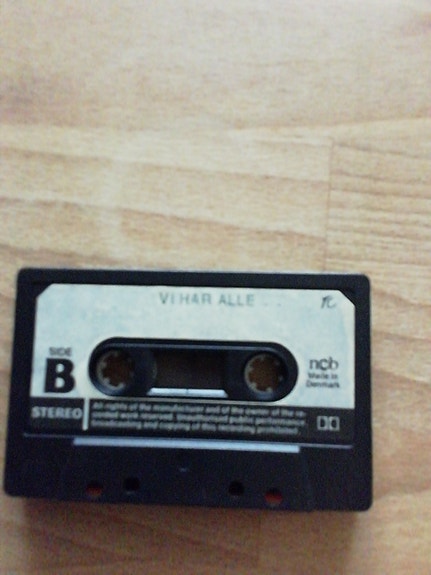 VI HAR ALLE . . .
SIDE
B
ncb
Made in
Denmark
STEREO
All rights of the manufacturer and of the owner of the re-
corded work reserved. Unauthorised public performance,
broadcasting and copying of this recording prohibited.